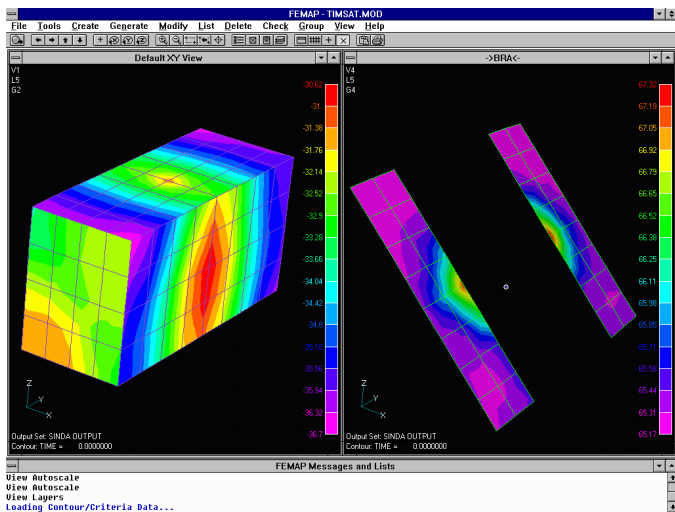 FEMAP - TIMSAT.MOD
File Tools Create Generate Modify List Delete Check Group View Help
Default XY View
V1
L5
G2
-30.62
-31.
-31.38
-31.76
-32.14
-32.52
-32.9
-33.28
-33.66
-34.04
-34.42
-34.8
-35.18
-35.56
-35.94
-36.32
-36.7
Z
Y
X
Output Set: SINDA OUTPUT
Contour: TIME = 0.0000000
->BRA<-
V4
L5
G4
67.32
67.19
67.05
66.92
66.79
66.65
66.52
66.38
66.25
66.11
65.98
65.85
65.71
65.58
65.44
65.31
65.17
Z
Y
X
Output Set: SINDA OUTPUT
Contour: TIME = 0.0000000
FEMAP Messages and Lists
View Autoscale
View Autoscale
View Layers
Loading Contour/Criteria Data...